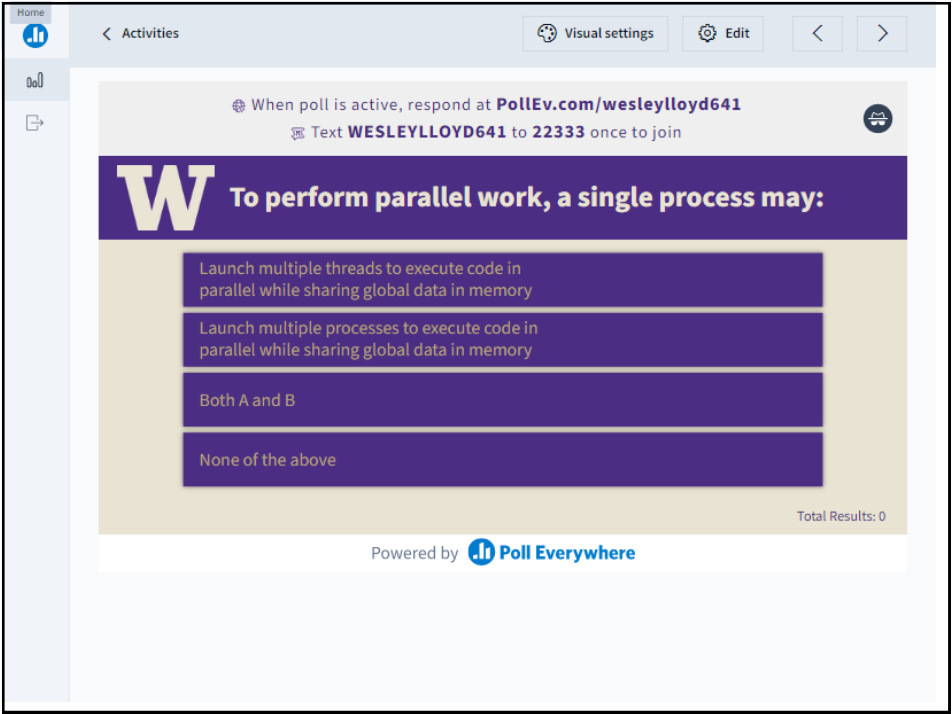 Home
Activities
Visual settings
Edit
When poll is active, respond at PollEv.com/wesleylloyd641
Text WESLEYLLOYD641 to 22333 once to join
W
To perform parallel work, a single process may:
Launch multiple threads to execute code in
parallel while sharing global data in memory
Launch multiple processes to execute code in
parallel while sharing global data in memory
Both A and B
None of the above
Total Results: 0
Powered by Poll Everywhere